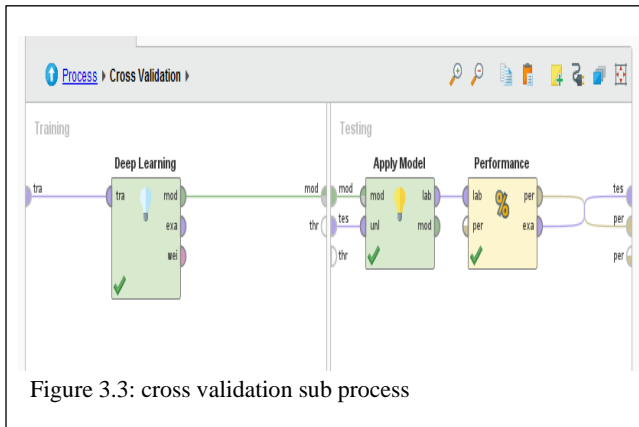 Process ▸ Cross Validation ▸
Training
Testing
Deep Learning
Apply Model
Performance
tra
tra
mod
exa
wei
mod
thr
mod
tes
thr
mod
unl
lab
mod
lab
per
%
per
exa
tes
per
per
Figure 3.3: cross validation sub process